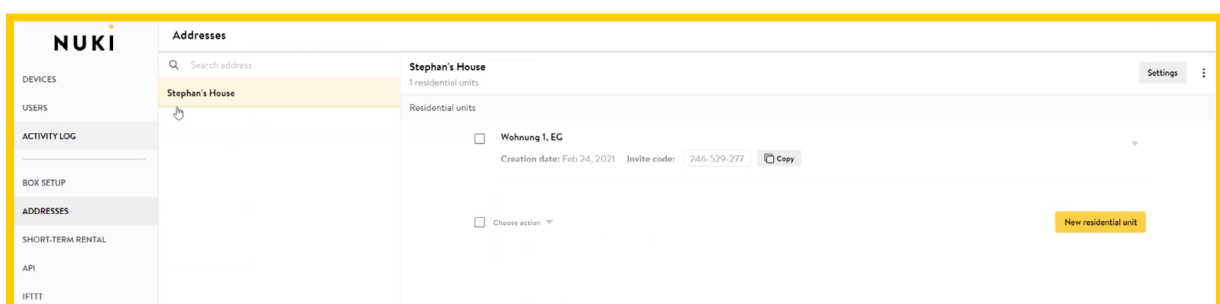 NUKI
DEVICES
USERS
ACTIVITY LOG
BOX SETUP
ADDRESSES
SHORT-TERM RENTAL
API
IFTTT
Addresses
Search address
Stephan's House
Stephan's House
1 residential units
Settings
Residential units
Wohnung 1, EG
Creation date: Feb 24, 2021 Invite code: 246-529-277 Copy
Choose action
New residential unit